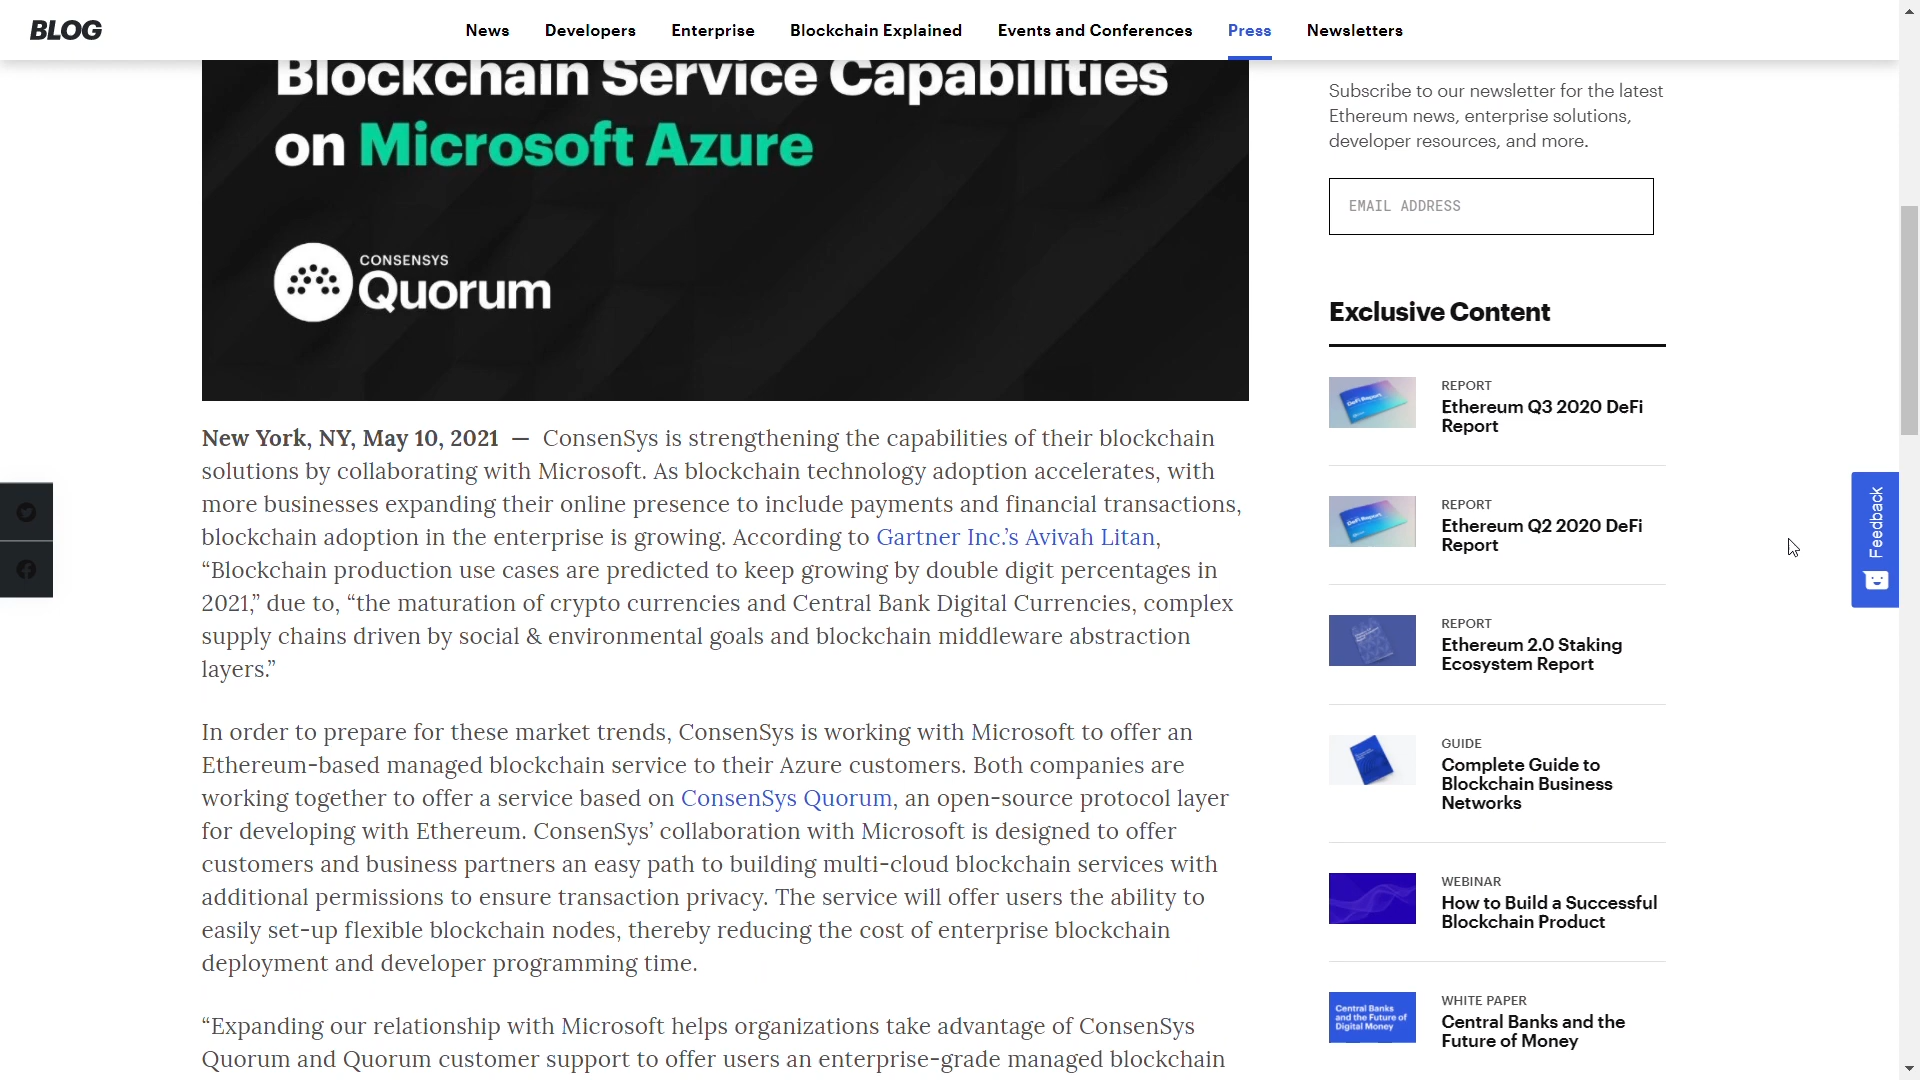 BLOG
News
Developers
Enterprise
Blockchain Explained
Events and Conferences
Press
Newsletters
Blockchain Service Capabilities
on Microsoft Azure
CONSENSYS
Quorum
New York, NY, May 10, 2021 — ConsenSys is strengthening the capabilities of their blockchain
solutions by collaborating with Microsoft. As blockchain technology adoption accelerates, with
more businesses expanding their online presence to include payments and financial transactions,
blockchain adoption in the enterprise is growing. According to Gartner Inc.’s Avivah Litan,
“Blockchain production use cases are predicted to keep growing by double digit percentages in
2021,” due to, “the maturation of crypto currencies and Central Bank Digital Currencies, complex
supply chains driven by social & environmental goals and blockchain middleware abstraction
layers.”
In order to prepare for these market trends, ConsenSys is working with Microsoft to offer an
Ethereum-based managed blockchain service to their Azure customers. Both companies are
working together to offer a service based on ConsenSys Quorum, an open-source protocol layer
for developing with Ethereum. ConsenSys’ collaboration with Microsoft is designed to offer
customers and business partners an easy path to building multi-cloud blockchain services with
additional permissions to ensure transaction privacy. The service will offer users the ability to
easily set-up flexible blockchain nodes, thereby reducing the cost of enterprise blockchain
deployment and developer programming time.
“Expanding our relationship with Microsoft helps organizations take advantage of ConsenSys
Quorum and Quorum customer support to offer users an enterprise-grade managed blockchain
Subscribe to our newsletter for the latest
Ethereum news, enterprise solutions,
developer resources, and more.
EMAIL ADDRESS
Exclusive Content
DeFi Report
REPORT
Ethereum Q3 2020 DeFi
Report
DeFi Report
REPORT
Ethereum Q2 2020 DeFi
Report
REPORT
Ethereum 2.0 Staking
Ecosystem Report
GUIDE
Complete Guide to
Blockchain Business
Networks
WEBINAR
How to Build a Successful
Blockchain Product
Central Banks
and the Future of
Digital Money
WHITE PAPER
Central Banks and the
Future of Money
Feedback